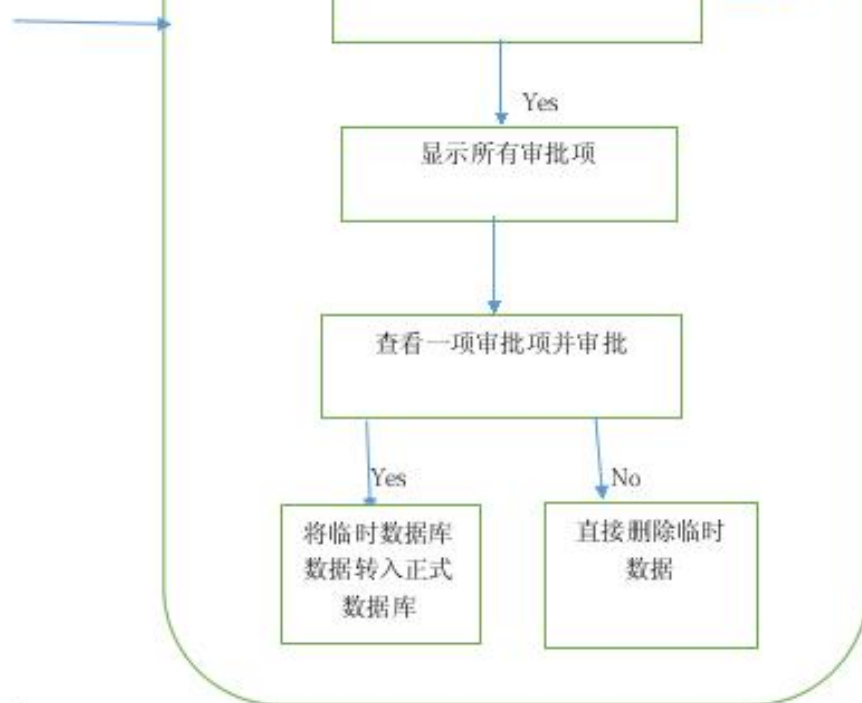 Yes
显示所有审批项
查看一项审批项并审批
Yes
No
将临时数据库
数据转入正式
数据库
直接删除临时
数据